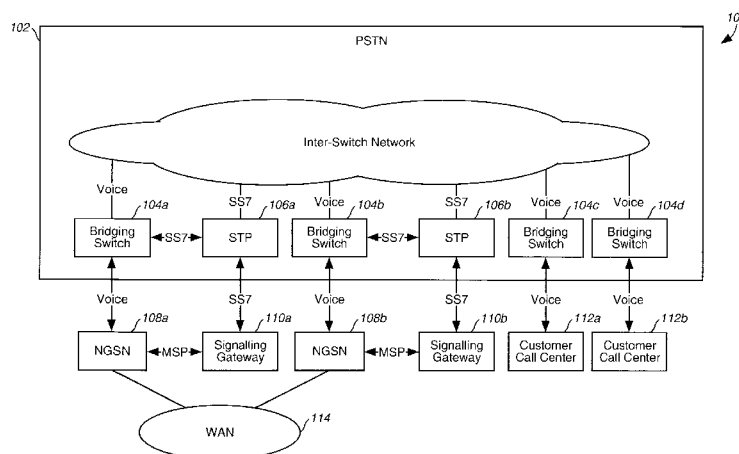 102
PSTN
10
Inter-Switch Network
Voice
SS7
Voice
SS7
Voice
Voice
104a
106a
104b
106b
104c
104d
Bridging
Switch
SS7
STP
Bridging
Switch
SS7
STP
Bridging
Switch
Bridging
Switch
Voice
SS7
Voice
SS7
Voice
Voice
108a
110a
108b
110b
112a
112b
NGSN
MSP
Signalling
Gateway
NGSN
MSP
Signalling
Gateway
Customer
Call Center
Customer
Call Center
WAN
114